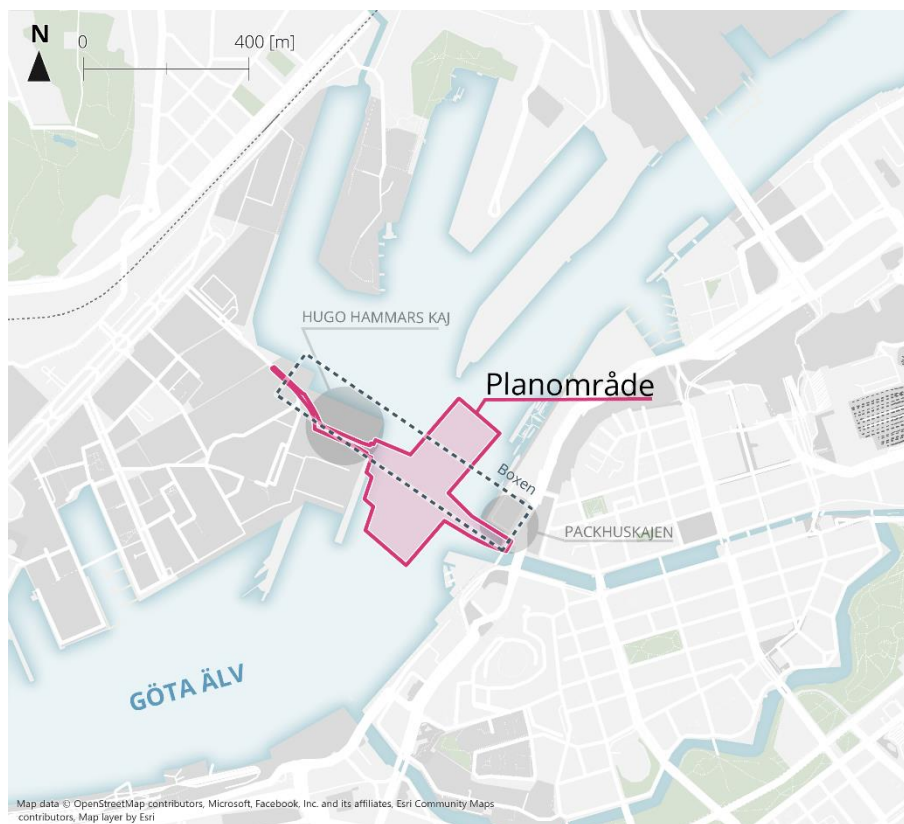 N
0 400 [m]
HUGO HAMMARS KAJ
Planområde
Boxen
PACKHUSKAJEN
GÖTA ÄLV
Map data © OpenStreetMap contributors, Microsoft, Facebook, Inc. and its affiliates, Esri Community Maps
contributors, Map layer by Esri